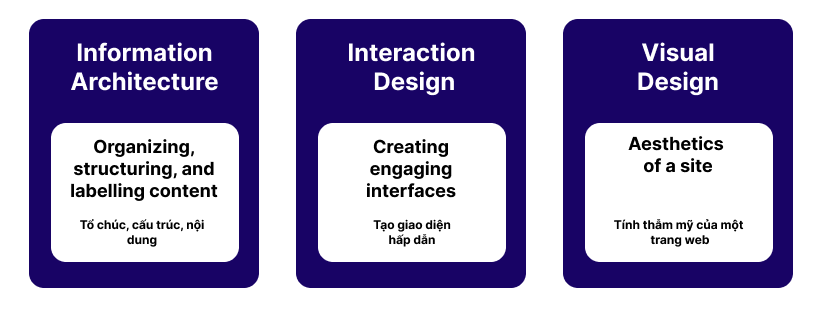 Information
Architecture
Organizing,
structuring, and
labelling content
Tổ chúc, cấu trúc, nội
dung
Interaction
Design
Creating
engaging
interfaces
Tạo giao diện
hấp dẫn
Visual
Design
Aesthetics
of a site
Tính thẩm mỹ của một
trang web